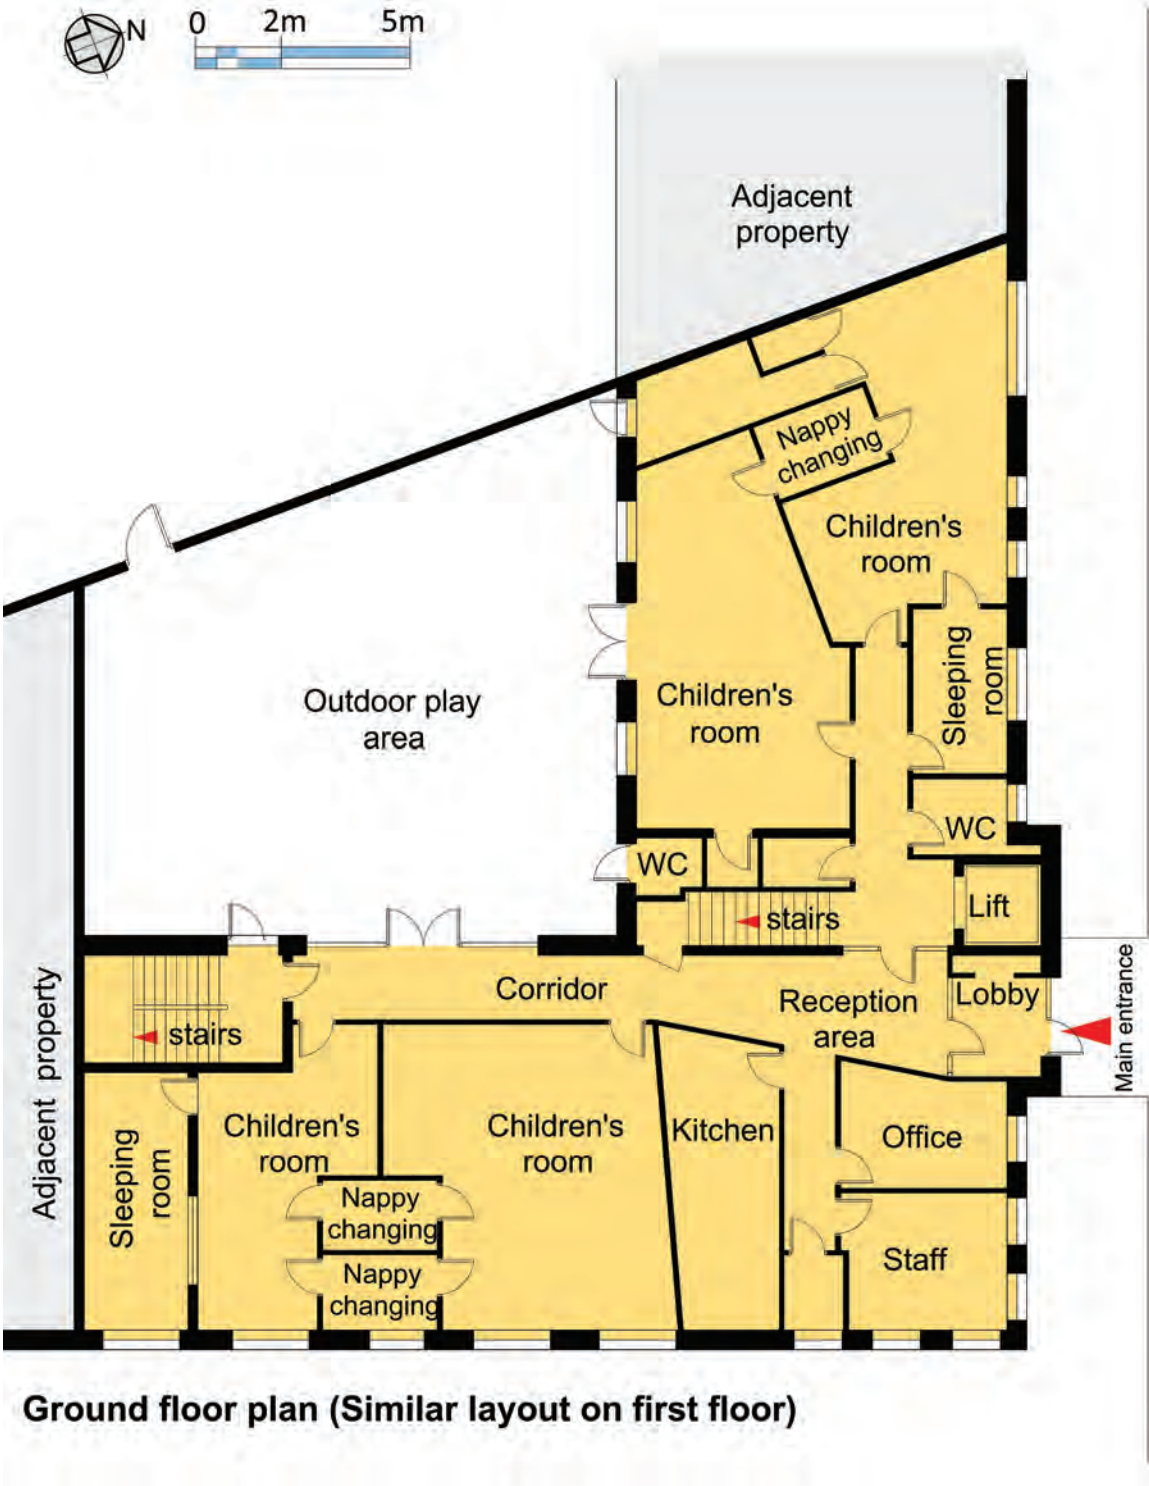 N
0 2m 5m
Adjacent
property
Nappy
changing
Children's
room
Sleeping
room
Children's
room
Outdoor play
area
WC
WC
Lift
stairs
Corridor
Reception
area
Lobby
Main entrance
stairs
Adjacent property
Sleeping
room
Children's
room
Children's
room
Kitchen
Office
Nappy
changing
Nappy
changing
Staff
Ground floor plan (Similar layout on first floor)